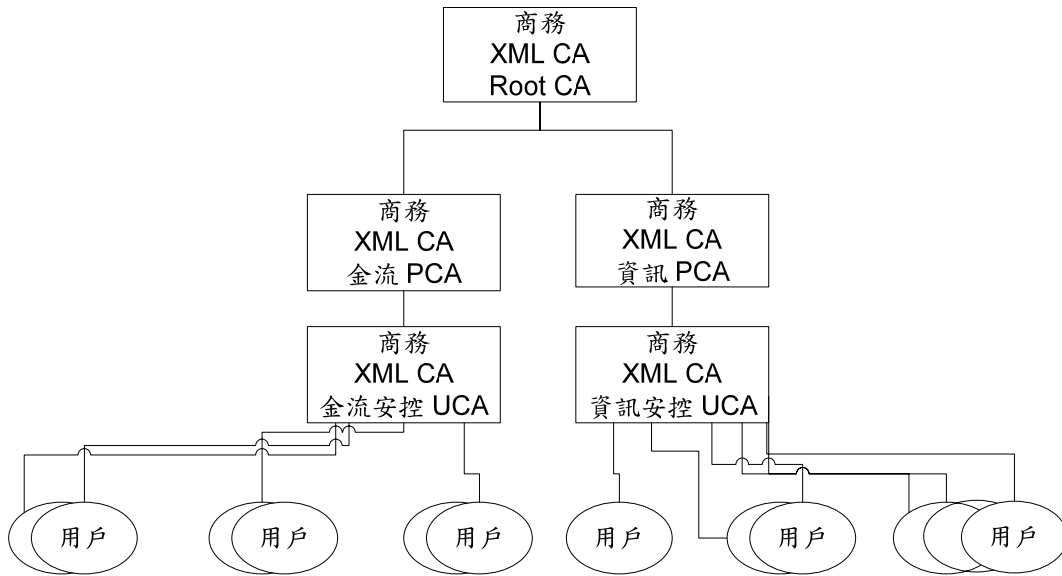 商務
XML CA
Root CA
商務
XML CA
金流 PCA
商務
XML CA
資訊 PCA
商務
XML CA
金流安控 UCA
商務
XML CA
資訊安控 UCA
用戶
用戶
用戶
用戶
用戶
用戶